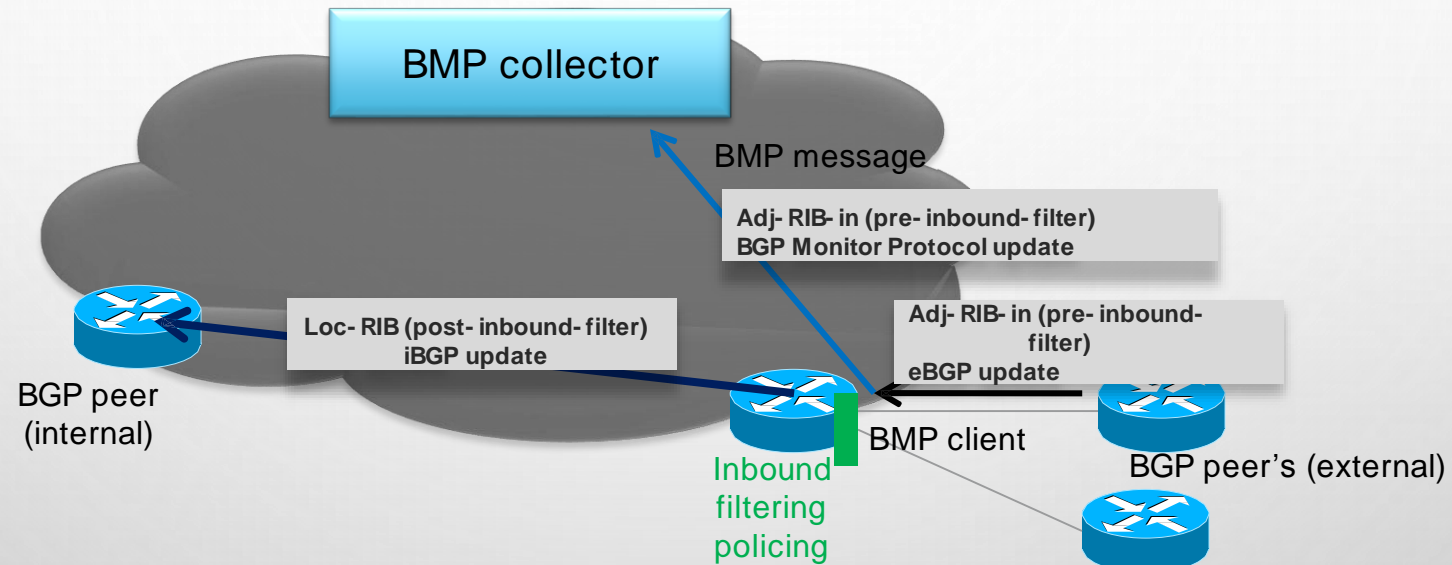 BMP collector
BMP message
Adj-RIB-in (pre-inbound-filter)
BGP Monitor Protocol update
Loc-RIB (post-inbound-filter)
iBGP update
Adj-RIB-in (pre-inbound-
filter)
eBGP update
BGP peer
(internal)
BMP client
BGP peer's (external)
Inbound
filtering
policing